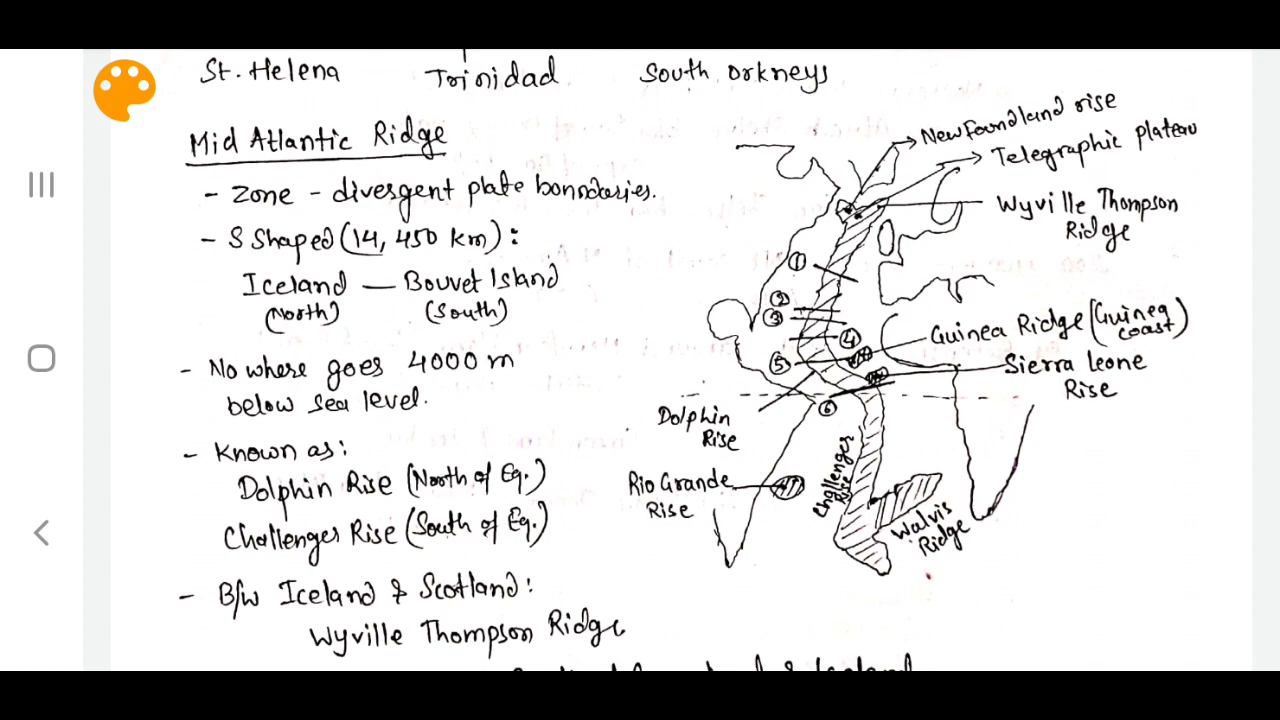 St. Helena
Trinidad
South Orkneys
Mid Atlantic Ridge
- Zone - divergent plate bonndaries.
- S Shaped (14, 450 km) :
Iceland — Bouvet Island
(North) (South)
- No where goes 4000 m
below sea level.
- Known as:
Dolphin Rise (North of Eq.)
Challenger Rise (South of Eq.)
- B/w Iceland & Scotland:
Wyville Thompson Ridge
Newfoundland rise
Telegraphic plateau
Wyville Thompson
Ridge
1
2
3
4
5
6
Guinea Ridge (Guinea
coast)
Sierra Leone
Rise
Dolphin
Rise
Rio Grande
Rise
Challenger
Rise
Walvis
Ridge